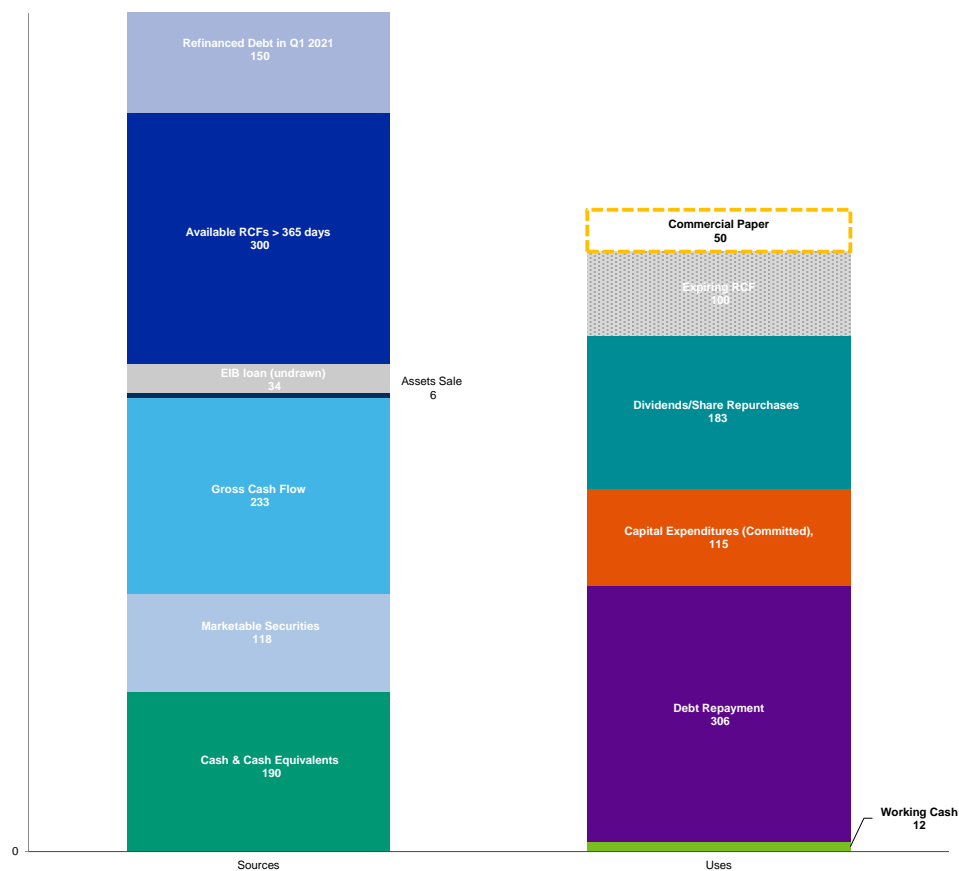 Refinanced Debt in Q1 2021
150
Available RCFs > 365 days
300
EIB loan (undrawn)
34
Assets Sale
6
Gross Cash Flow
233
Marketable Securities
118
Cash & Cash Equivalents
190
Commercial Paper
50
Expiring RCF
100
Dividends/Share Repurchases
183
Capital Expenditures (Committed),
115
Debt Repayment
306
Working Cash
12
0
Sources
Uses